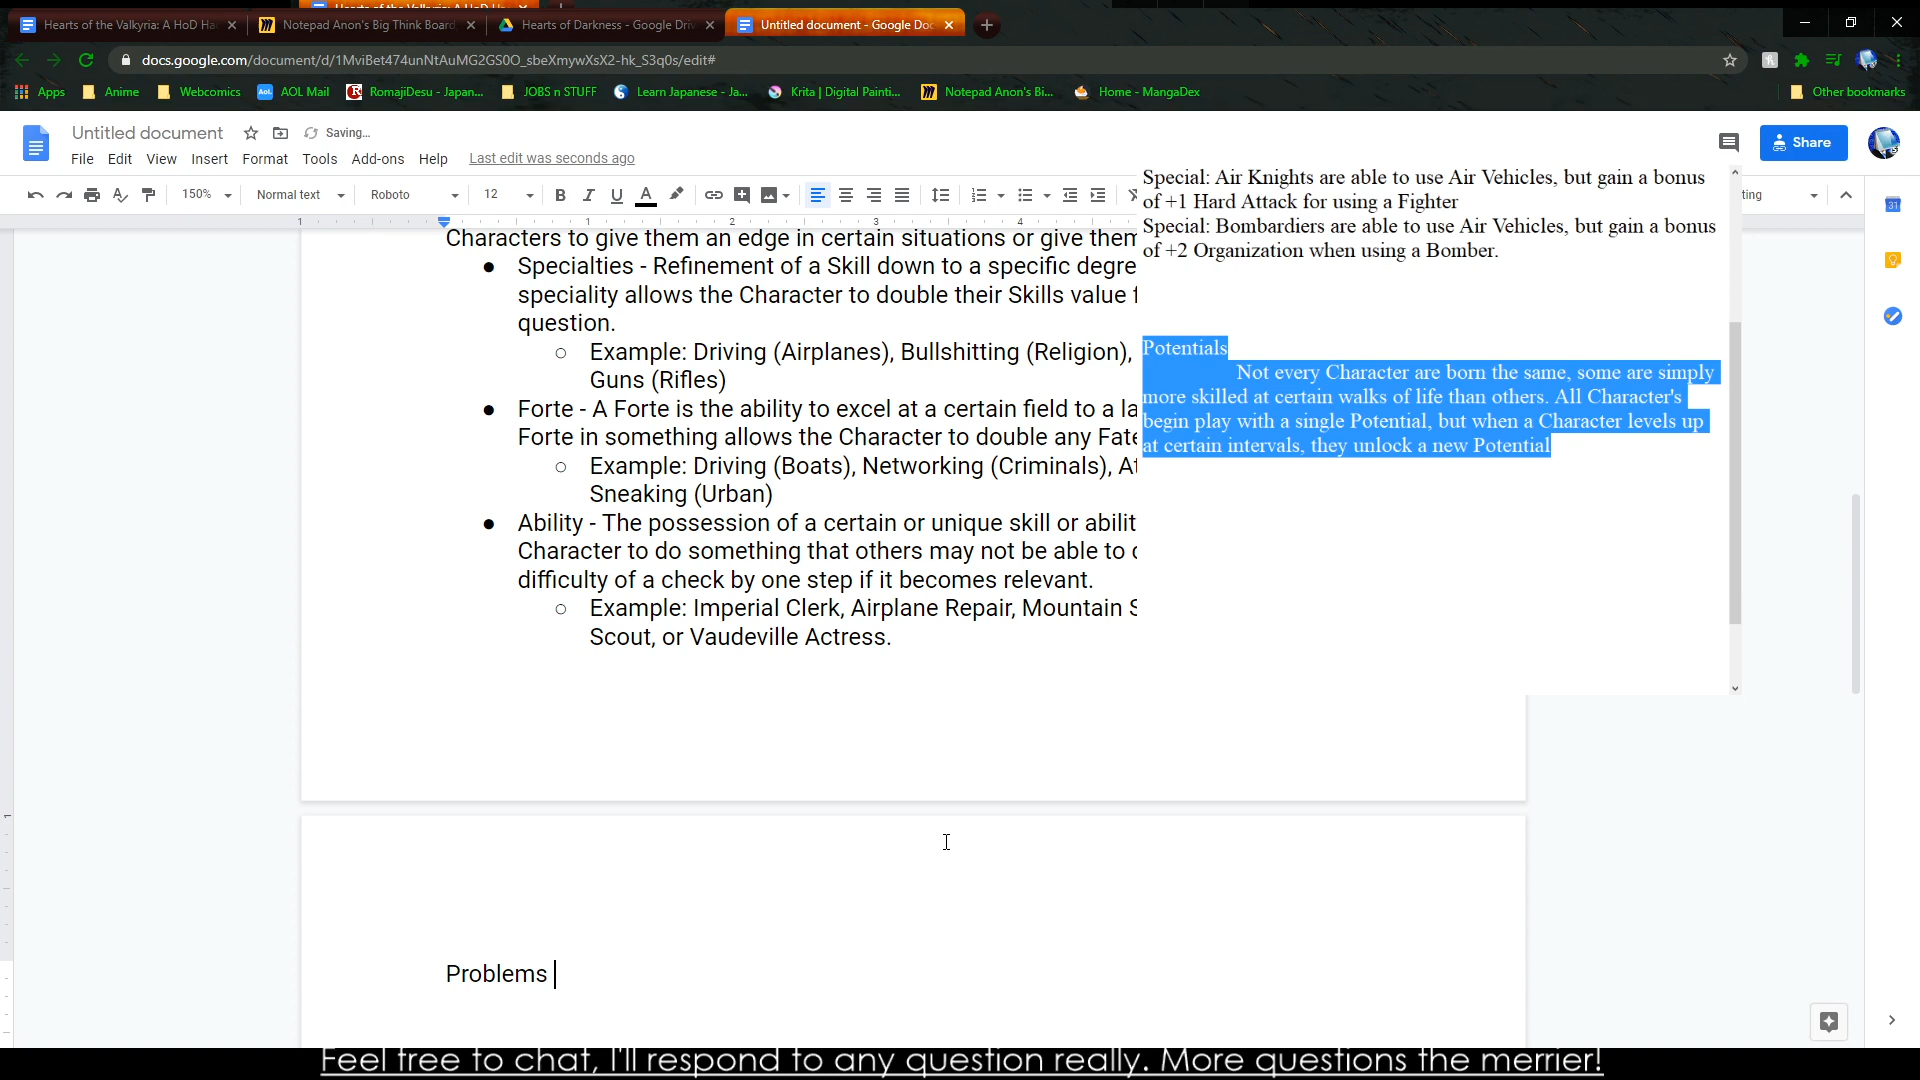 Hearts of the Valkyria: A HoD Ha
Notepad Anon's Big Think Board
Hearts of Darkness - Google Driv
Untitled document - Google Doc
docs.google.com/document/d/1MviBet474unNtAuMG2GS0O_sbeXmywXsX2-hk_S3q0s/edit#
Apps
Anime
Webcomics
AOL Mail
RomajiDesu - Japan...
JOBS n STUFF
Learn Japanese - Ja...
Krita | Digital Painti...
Notepad Anon's Bi...
Home - MangaDex
Other bookmarks
Untitled document
Saving...
File Edit View Insert Format Tools Add-ons Help Last edit was seconds ago
Share
150% Normal text Roboto 12 B I U A
ting
1 1 2 3 4
Characters to give them an edge in certain situations or give them
● Specialties - Refinement of a Skill down to a specific degre
speciality allows the Character to double their Skills value f
question.
○ Example: Driving (Airplanes), Bullshitting (Religion),
Guns (Rifles)
● Forte - A Forte is the ability to excel at a certain field to a la
Forte in something allows the Character to double any Fate
○ Example: Driving (Boats), Networking (Criminals), At
Sneaking (Urban)
● Ability - The possession of a certain or unique skill or abilit
Character to do something that others may not be able to d
difficulty of a check by one step if it becomes relevant.
○ Example: Imperial Clerk, Airplane Repair, Mountain S
Scout, or Vaudeville Actress.
Problems
Special: Air Knights are able to use Air Vehicles, but gain a bonus
of +1 Hard Attack for using a Fighter
Special: Bombardiers are able to use Air Vehicles, but gain a bonus
of +2 Organization when using a Bomber.
Potentials
Not every Character are born the same, some are simply
more skilled at certain walks of life than others. All Character's
begin play with a single Potential, but when a Character levels up
at certain intervals, they unlock a new Potential
Feel free to chat, I'll respond to any question really. More questions the merrier!